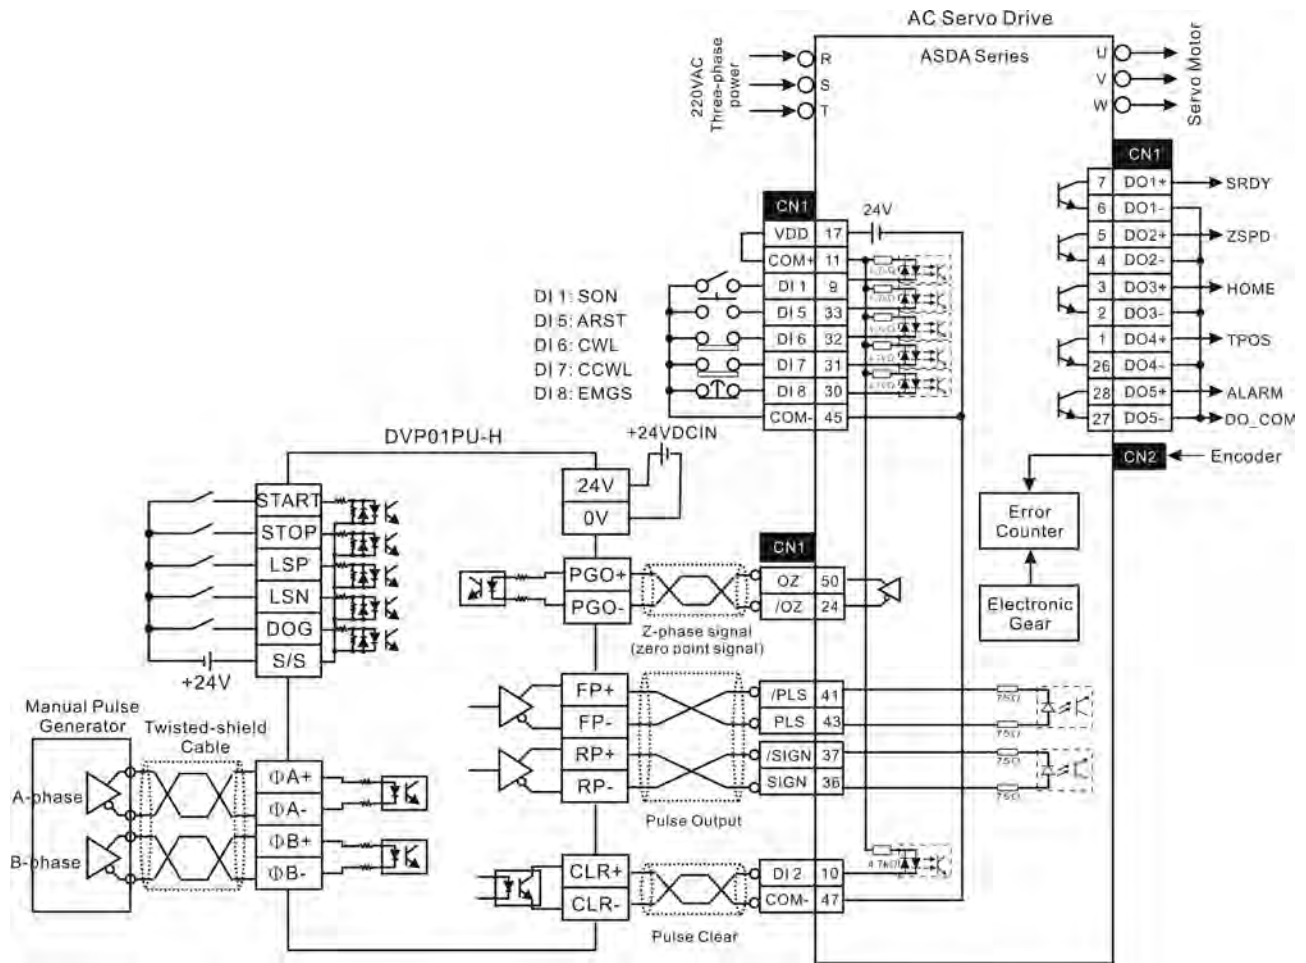 AC Servo Drive
ASDA Series
220VAC
Three-phase
power
R
S
T
U
V
W
Servo Motor
CN1
VDD 17
COM+ 11
DI 1 9
DI 5 33
DI 6 32
DI 7 31
DI 8 30
COM- 45
24V
DI 1: SON
DI 5: ARST
DI 6: CWL
DI 7: CCWL
DI 8: EMGS
CN1
7 DO1+ SRDY
6 DO1-
5 DO2+ ZSPD
4 DO2-
3 DO3+ HOME
2 DO3-
1 DO4+ TPOS
26 DO4-
28 DO5+ ALARM
27 DO5- DO_COM
CN2 Encoder
Error
Counter
Electronic
Gear
DVP01PU-H
+24VDCIN
24V
0V
START
STOP
LSP
LSN
DOG
S/S
+24V
PGO+
PGO-
CN1
OZ 50
/OZ 24
Z-phase signal
(zero point signal)
FP+
FP-
RP+
RP-
/PLS 41
PLS 43
/SIGN 37
SIGN 36
75Ω
75Ω
75Ω
75Ω
Pulse Output
Manual Pulse
Generator
Twisted-shield
Cable
A-phase
B-phase
ΦA+
ΦA-
ΦB+
ΦB-
CLR+
CLR-
DI 2 10
COM- 47
4.7kΩ
Pulse Clear